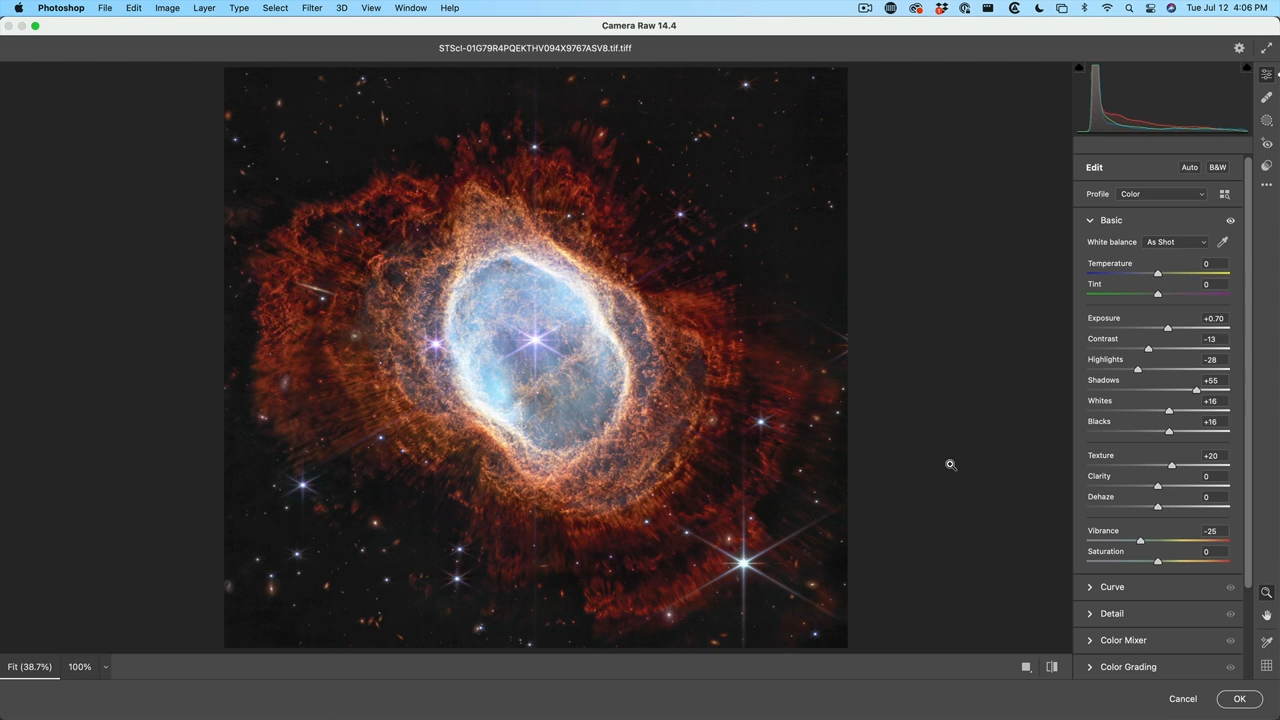 Photoshop File Edit Image Layer Type Select Filter 3D View Window Help Tue Jul 12 4:06 PM
Camera Raw 14.4
STScI-01G79R4PQEKTHV094X9767ASV8.tif.tiff
Edit Auto B&W
Profile Color
Basic
White balance As Shot
Temperature 0
Tint 0
Exposure +0.70
Contrast -13
Highlights -28
Shadows +55
Whites +16
Blacks +16
Texture +20
Clarity 0
Dehaze 0
Vibrance -25
Saturation 0
Curve
Detail
Color Mixer
Color Grading
Fit (38.7%) 100%
Cancel OK